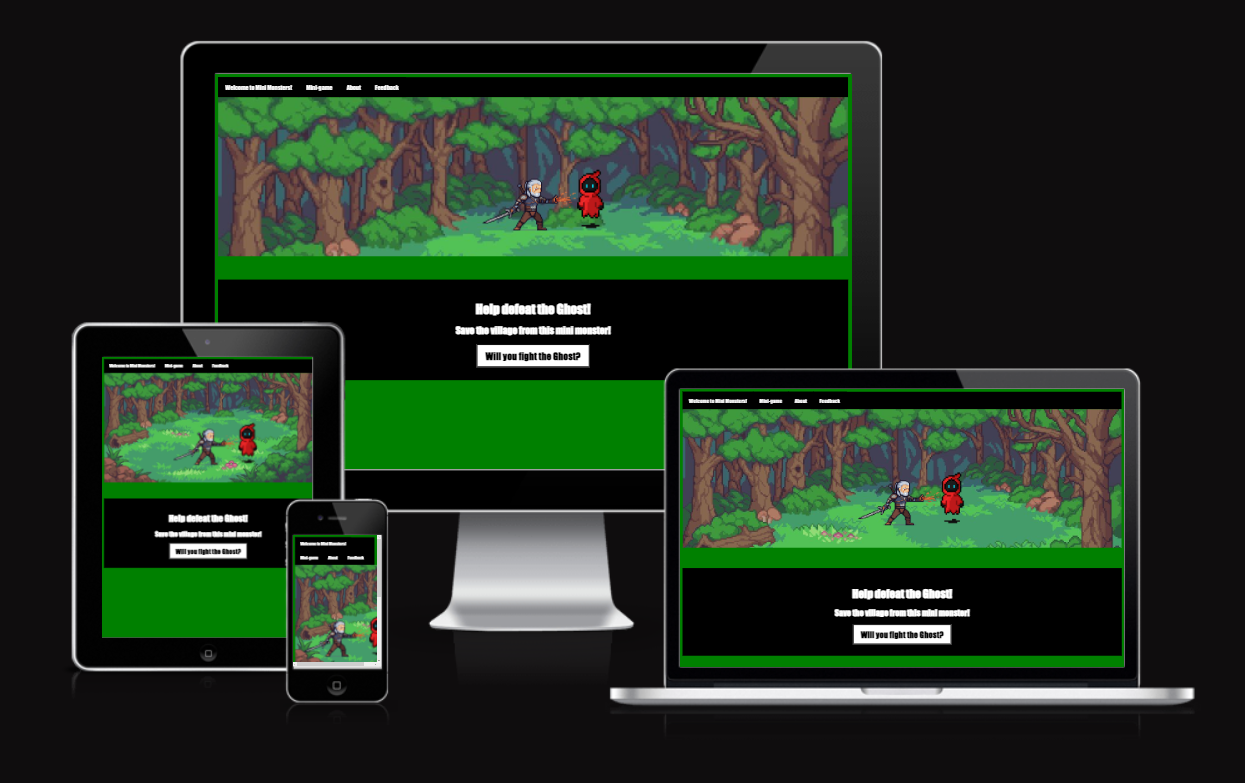 Welcome to Mini Monsters! Mini-game About Feedback
Help defeat the Ghost!
Save the village from this mini monster!
Will you fight the Ghost?
Welcome to Mini Monsters! Mini-game About Feedback
Help defeat the Ghost!
Save the village from this mini monster!
Will you fight the Ghost?
Welcome to Mini Monsters!
Mini-game About Feedback
Welcome to Mini Monsters! Mini-game About Feedback
Help defeat the Ghost!
Save the village from this mini monster!
Will you fight the Ghost?